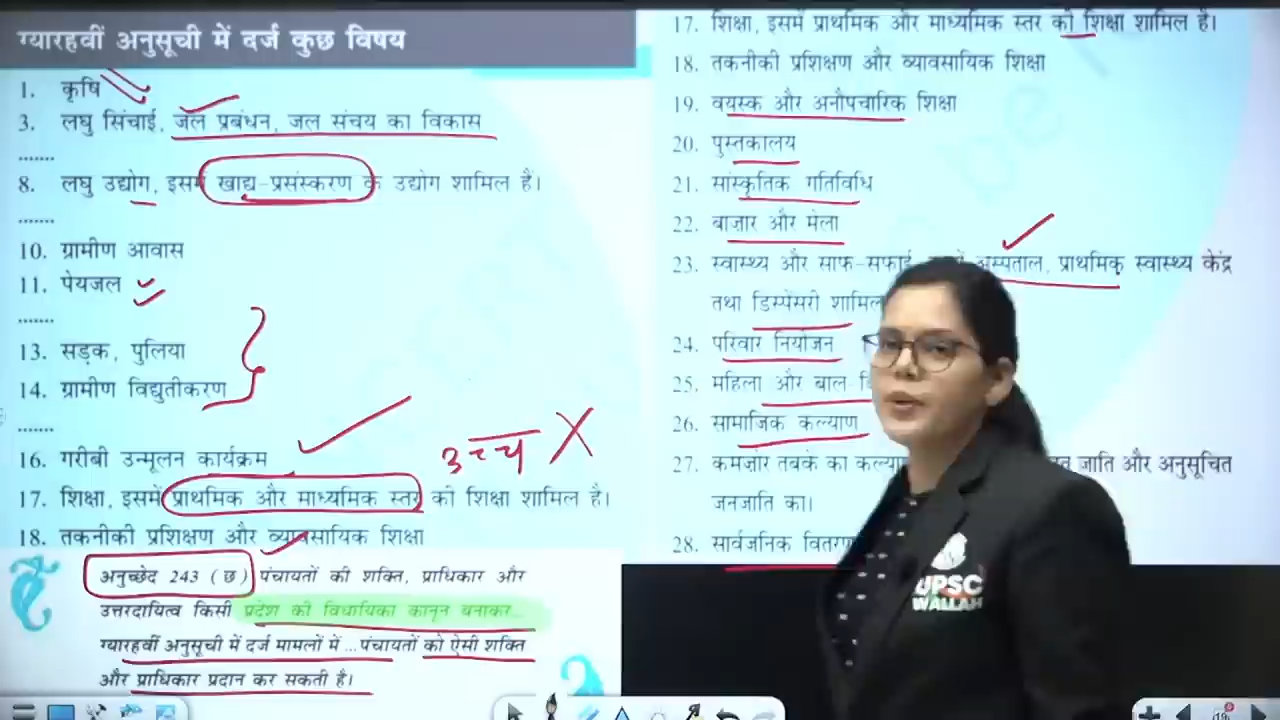 ग्यारहवीं अनुसूची में दर्ज कुछ विषय
1. कृषि
3. लघु सिंचाई, जल प्रबंधन, जल संचय का विकास
.......
8. लघु उद्योग, इसमें खाद्य-प्रसंस्करण के उद्योग शामिल है।
.......
10. ग्रामीण आवास
11. पेयजल
.......
13. सड़क, पुलिया
14. ग्रामीण विद्युतीकरण
.......
16. गरीबी उन्मूलन कार्यक्रम
उच्च X
17. शिक्षा, इसमें प्राथमिक और माध्यमिक स्तर की शिक्षा शामिल है।
18. तकनीकी प्रशिक्षण और व्यावसायिक शिक्षा
अनुच्छेद 243 (छ) पंचायतों की शक्ति, प्राधिकार और
उत्तरदायित्व किसी प्रदेश की विधायिका कानून बनाकर...
ग्यारहवीं अनुसूची में दर्ज मामलों में ...पंचायतों को ऐसी शक्ति
और प्राधिकार प्रदान कर सकती है।
17. शिक्षा, इसमें प्राथमिक और माध्यमिक स्तर की शिक्षा शामिल है।
18. तकनीकी प्रशिक्षण और व्यावसायिक शिक्षा
19. वयस्क और अनौपचारिक शिक्षा
20. पुस्तकालय
21. सांस्कृतिक गतिविधि
22. बाज़ार और मेला
23. स्वास्थ्य और साफ-सफाई अस्पताल, प्राथमिक स्वास्थ्य केंद्र
तथा डिस्पेंसरी शामिल
24. परिवार नियोजन
25. महिला और बाल
26. सामाजिक कल्याण
27. कमज़ोर तबके का जाति और अनुसूचित
जनजाति का।
28. सार्वजनिक वितरण
UPSC
WALLAH